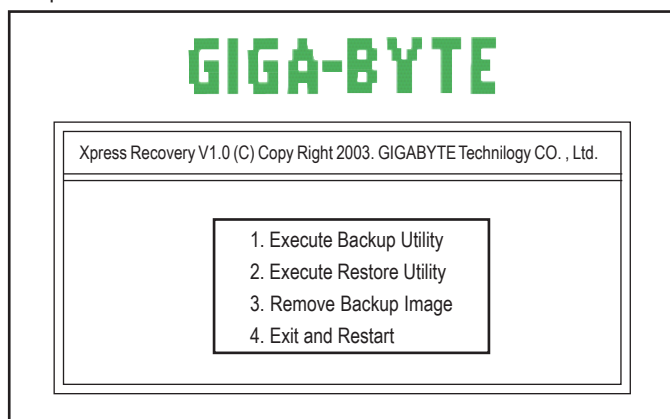 GIGA-BYTE
Xpress Recovery V1.0 (C) Copy Right 2003. GIGABYTE Technilogy CO. , Ltd.
1. Execute Backup Utility
2. Execute Restore Utility
3. Remove Backup Image
4. Exit and Restart